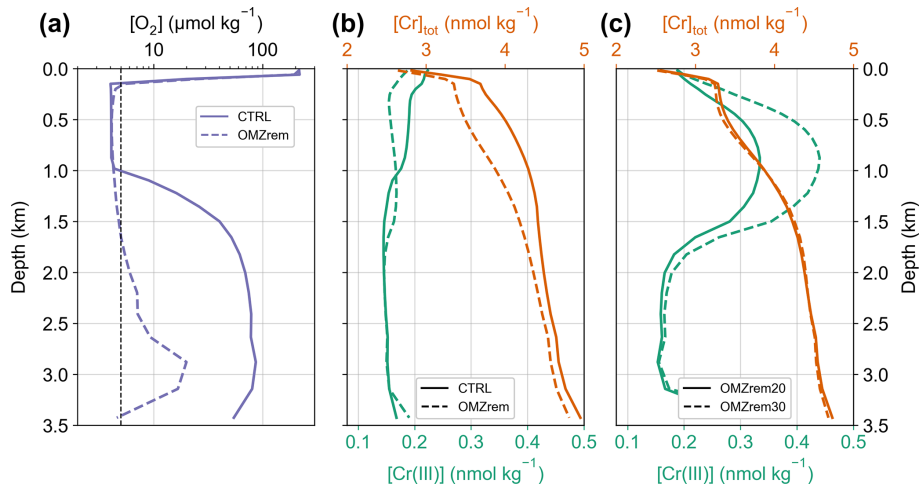 (a)
[O₂] (μmol kg⁻¹)
10 100
0.0
0.5
1.0
1.5
2.0
2.5
3.0
3.5
Depth (km)
CTRL
OMZrem
(b)
[Cr]tot (nmol kg⁻¹)
2 3 4 5
CTRL
OMZrem
0.1 0.2 0.3 0.4 0.5
[Cr(III)] (nmol kg⁻¹)
(c)
[Cr]tot (nmol kg⁻¹)
2 3 4 5
OMZrem20
OMZrem30
0.1 0.2 0.3 0.4 0.5
[Cr(III)] (nmol kg⁻¹)
0.0
0.5
1.0
1.5
2.0
2.5
3.0
3.5
Depth (km)